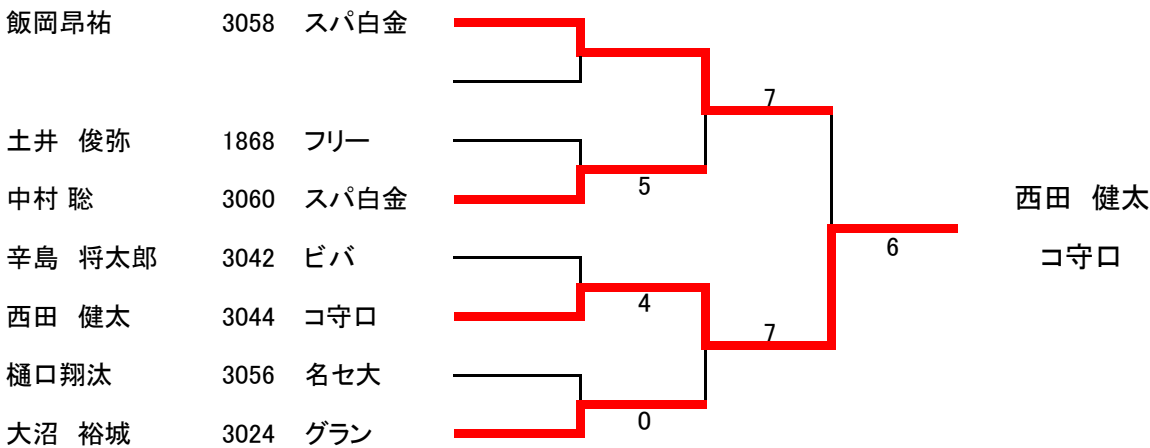 飯岡昂祐 3058 スパ白金
7
土井 俊弥 1868 フリー
5
中村 聡 3060 スパ白金
西田 健太
6
コ守口
辛島 将太郎 3042 ビバ
4
西田 健太 3044 コ守口
7
樋口翔汰 3056 名セ大
0
大沼 裕城 3024 グラン